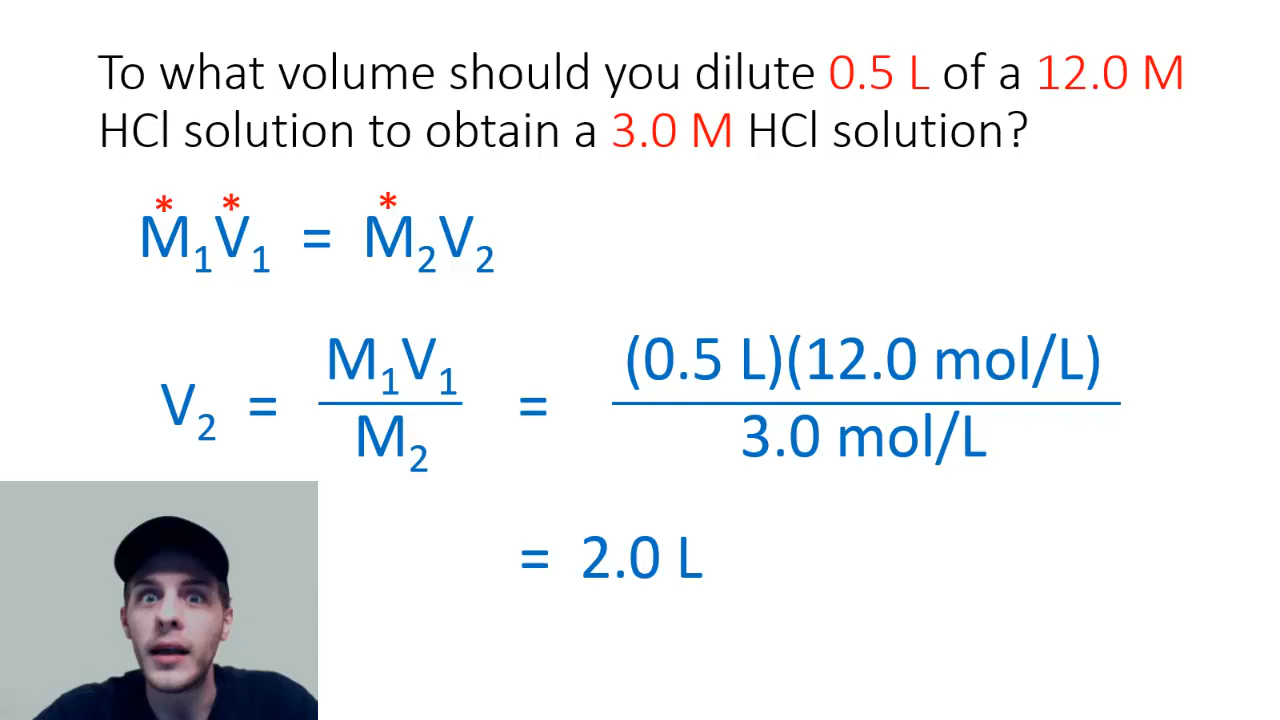 To what volume should you dilute 0.5 L of a 12.0 M
HCl solution to obtain a 3.0 M HCl solution?
* * *
M₁V₁ = M₂V₂
V₂ = M₁V₁ / M₂ = (0.5 L)(12.0 mol/L) / 3.0 mol/L
= 2.0 L